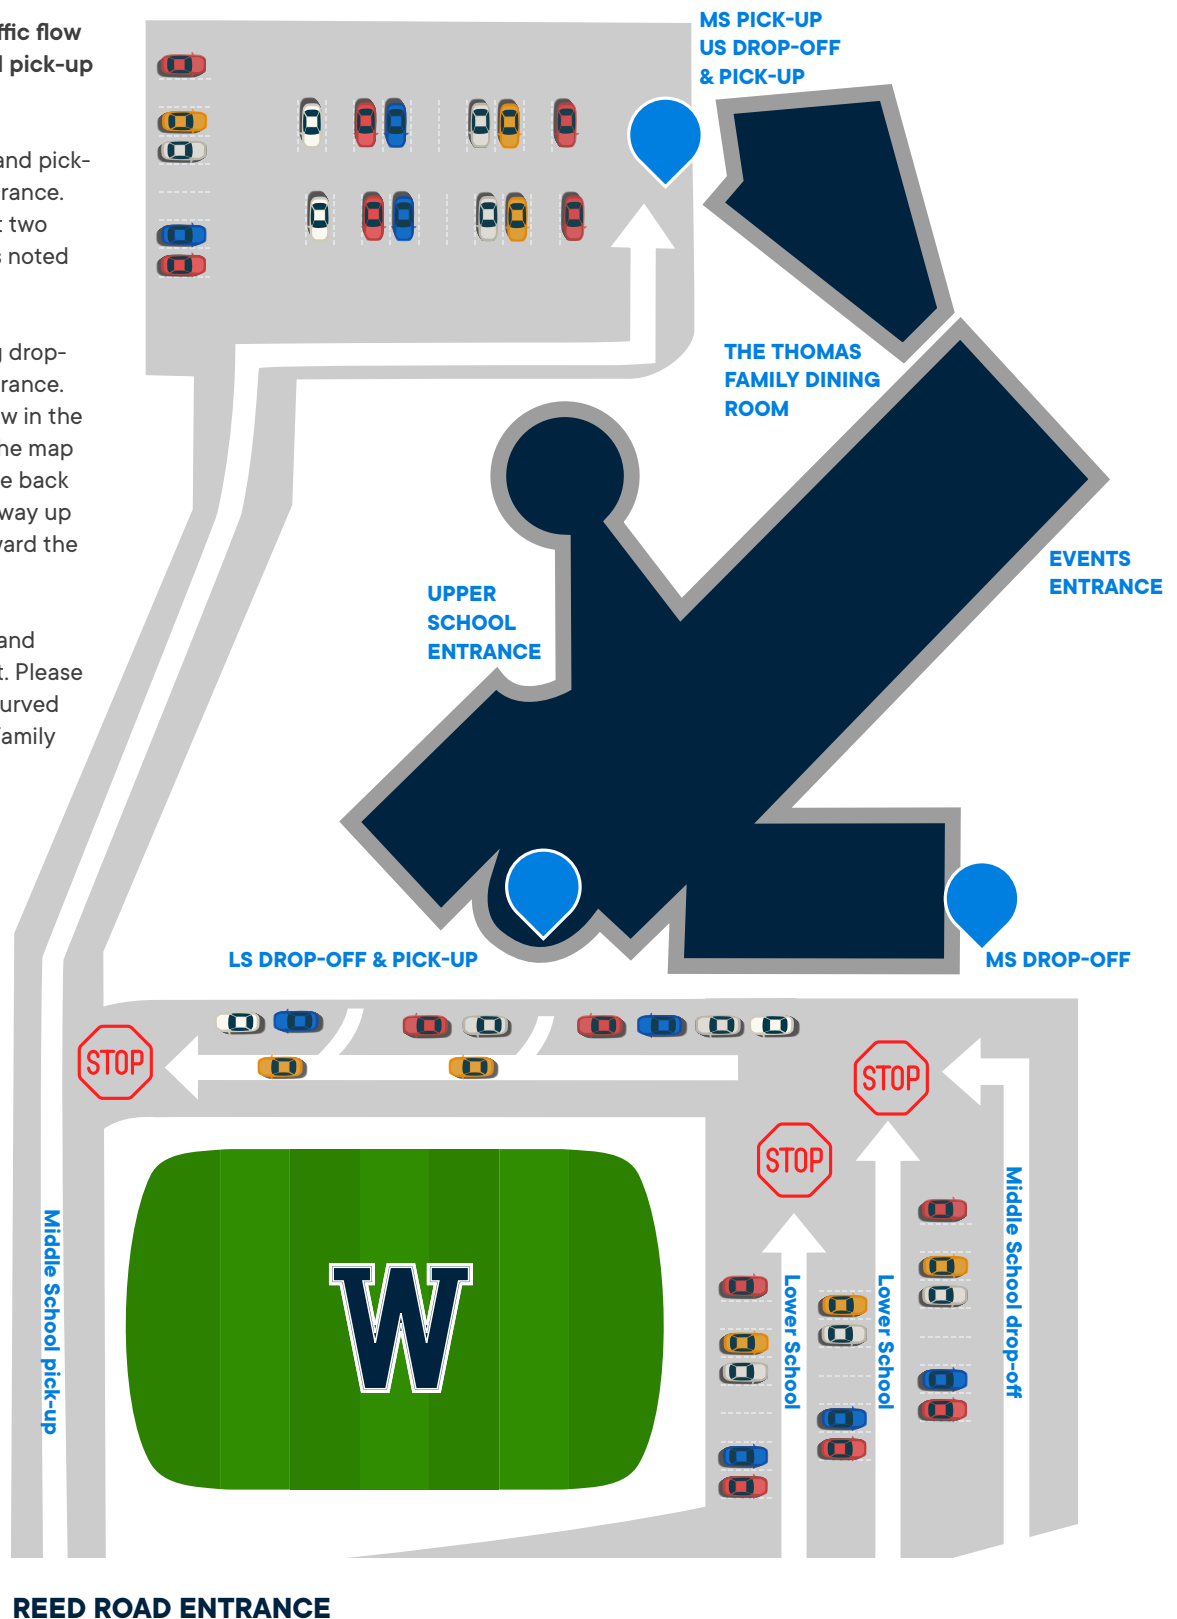 ffic flow
pick-up
and pick-
rance.
two
noted
drop-
rance.
w in the
he map
e back
way up
ward the
and
t. Please
urved
amily
MS PICK-UP
US DROP-OFF
& PICK-UP
THE THOMAS
FAMILY DINING
ROOM
EVENTS
ENTRANCE
UPPER
SCHOOL
ENTRANCE
LS DROP-OFF & PICK-UP
MS DROP-OFF
STOP
STOP
STOP
Middle School pick-up
Lower School
Lower School
Middle School drop-off
W
REED ROAD ENTRANCE